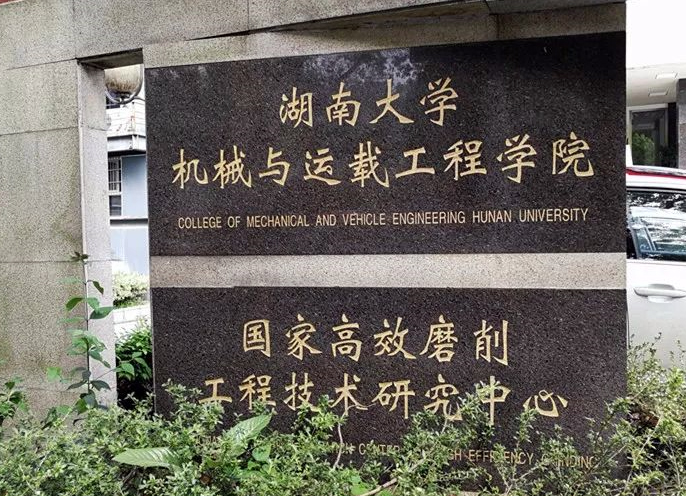 湖南大学
机械与运载工程学院
COLLEGE OF MECHANICAL AND VEHICLE ENGINEERING HUNAN UNIVERSITY
国家高效磨削
工程技术研究中心
EFFICIENCY